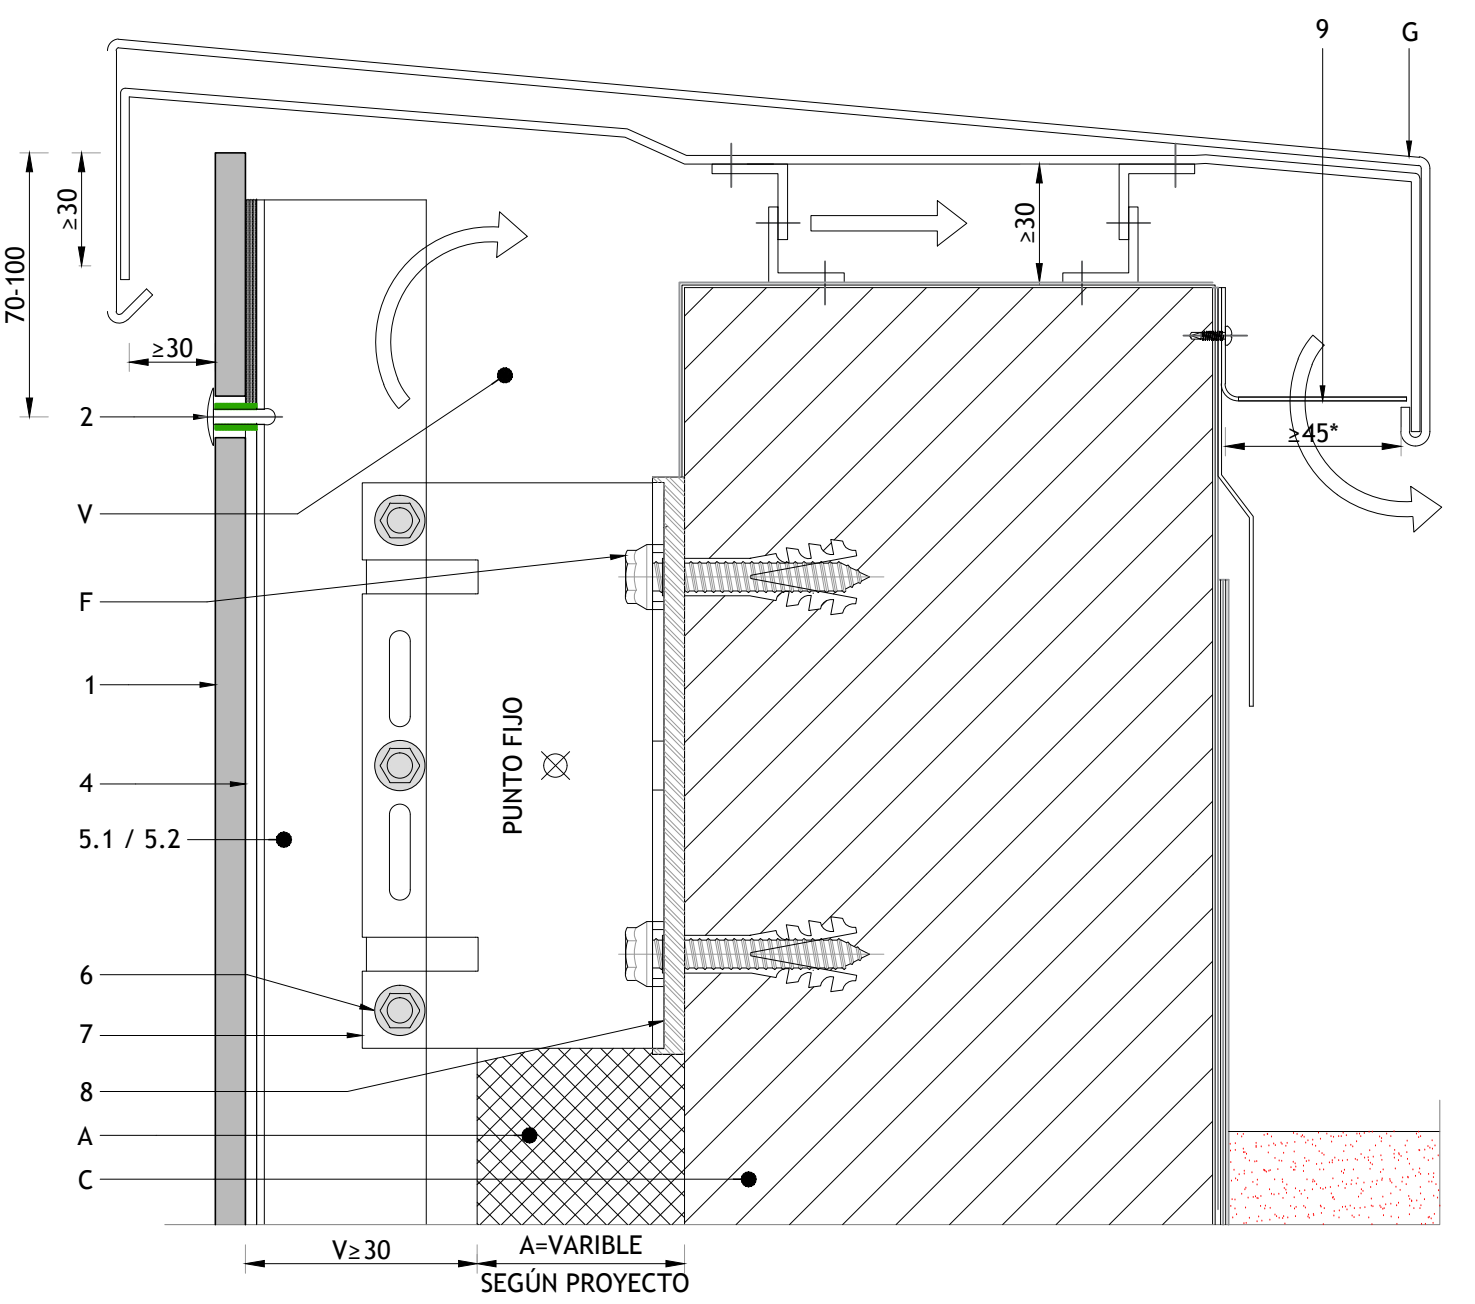 9
G
≥30
70-100
≥30
≥30
≥45*
2
V
F
1
PUNTO FIJO
4
5.1 / 5.2
6
7
8
A
C
V≥30
A=VARIBLE
SEGÚN PROYECTO